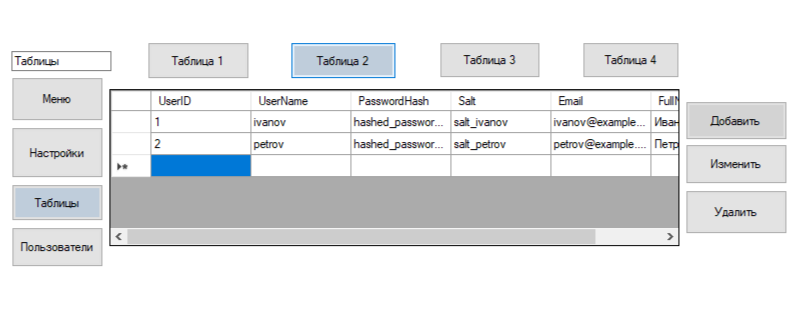 Таблицы
Таблица 1
Таблица 2
Таблица 3
Таблица 4
Меню
Настройки
Таблицы
Пользователи
UserID UserName PasswordHash Salt Email FullN
1 ivanov hashed_passwor... salt_ivanov ivanov@example... Иван
2 petrov hashed_passwor... salt_petrov petrov@example.... Петр
Добавить
Изменить
Удалить